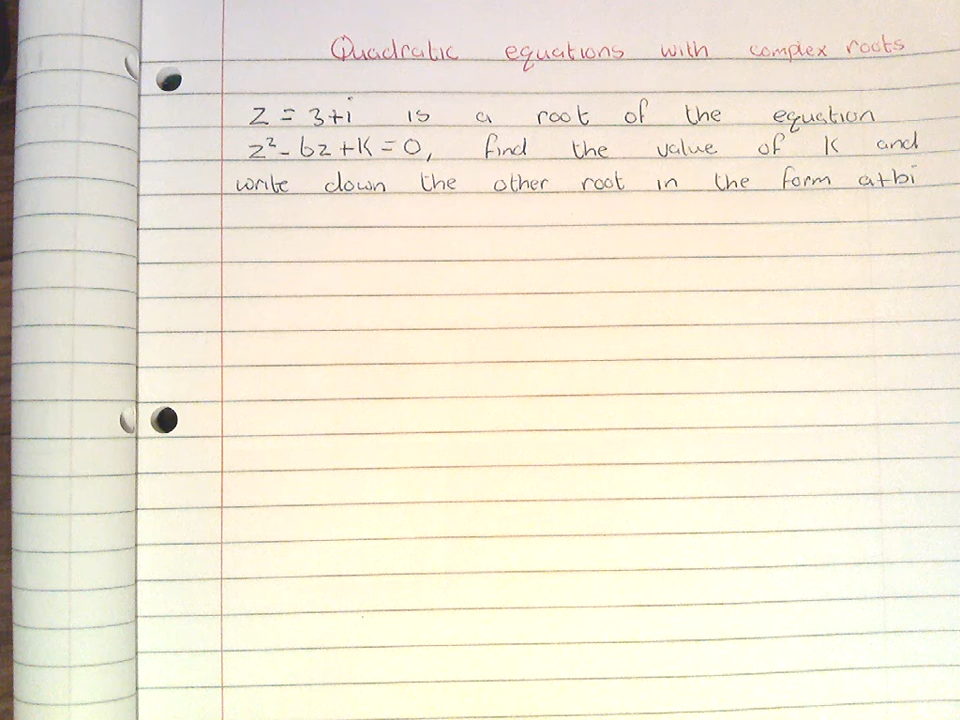 Quadratic equations with complex roots
z = 3+i is a root of the equation
z² - 6z + K = 0, find the value of K and
write down the other root in the form a+bi